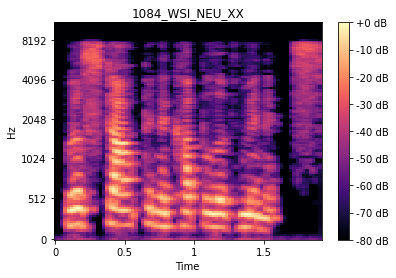 1084_WSI_NEU_XX
8192
4096
2048
1024
512
0
Hz
0
0.5
1
1.5
Time
+0 dB
-10 dB
-20 dB
-30 dB
-40 dB
-50 dB
-60 dB
-70 dB
-80 dB